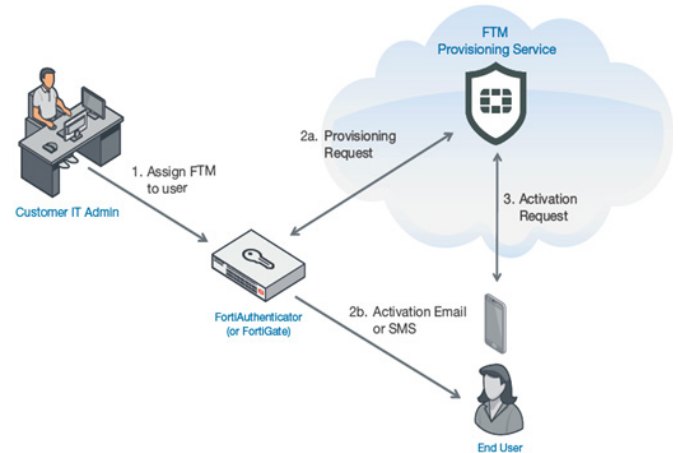 FTM
Provisioning Service
2a. Provisioning
Request
1. Assign FTM
to user
3. Activation
Request
Customer IT Admin
FortiAuthenticator
(or FortiGate)
2b. Activation Email
or SMS
End User